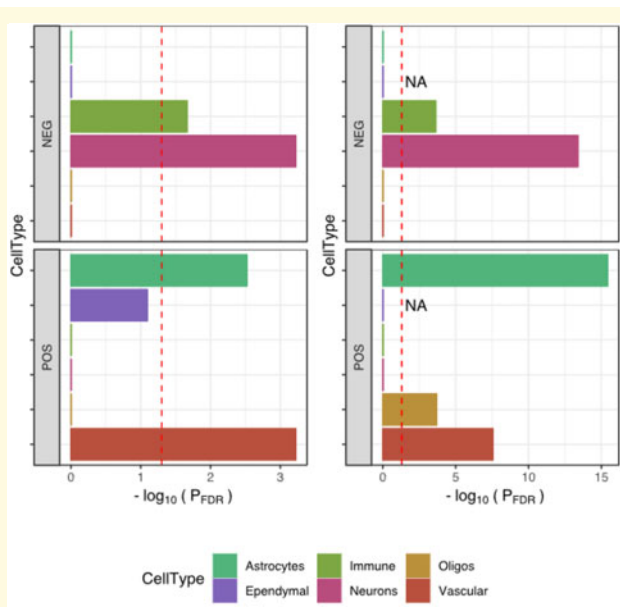 CellType
NEG
POS
0 1 2 3
- log10 ( PFDR )
CellType
NEG
NA
POS
NA
0 5 10 15
- log10 ( PFDR )
CellType
Astrocytes Immune Oligos
Ependymal Neurons Vascular